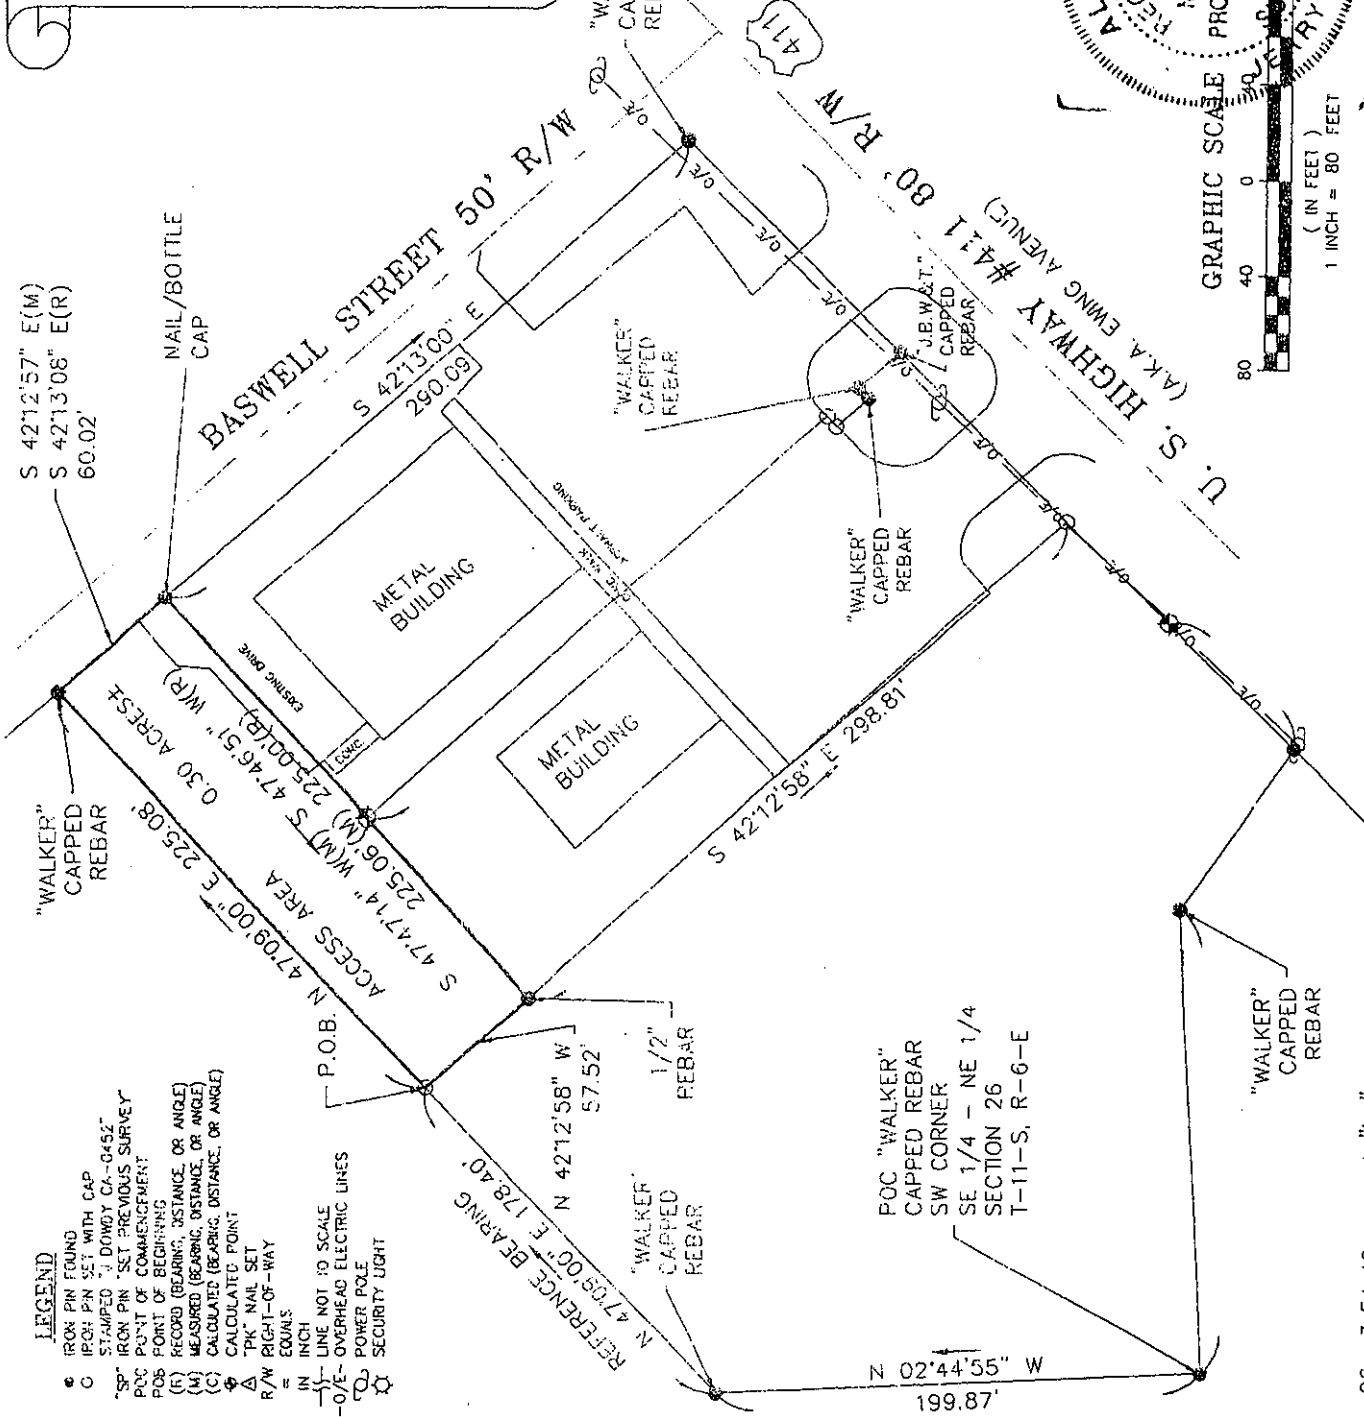 S 42°12'57" E(M)
S 42°13'08" E(R)
60.02'
NAIL/BOTTLE
CAP
BASWELL STREET 50' R/W
S 42°13'00" E
290.09
"WALKER"
CAPPED
REBAR
411
U. S. HIGHWAY #411 80' R/W
(A.K.A. EWING AVENUE)
"WALKER"
CAPPED
REBAR
"J.B.W.&T."
CAPPED
REBAR
"WALKER"
CAPPED
REBAR
METAL
BUILDING
METAL
BUILDING
ASPHALT PARKING
CONC. WALK
EXISTING DRIVE
CONC.
0.30 ACRES±
ACCESS AREA
S 47°46'51" W(R)
225.00'(R)
S 47°47'14" W(M)
225.06'(M)
N 47°09'00" E 225.08'
P.O.B.
S 42°12'58" E 298.81'
N 42°12'58" W
57.52'
1/2"
REBAR
REFERENCE BEARING
N 47°09'00" E 178.40'
"WALKER"
CAPPED
REBAR
N 02°44'55" W
199.87'
POC "WALKER"
CAPPED REBAR
SW CORNER
SE 1/4 - NE 1/4
SECTION 26
T-11-S, R-6-E
"WALKER"
CAPPED
REBAR
O/E
O/E
O/E
O/E
O/E
O/E
O/E
O/E
O/E
O/E
LEGEND
IRON PIN FOUND
IRON PIN SET WITH CAP
STAMPED "J DOWDY CA-0452"
"SP" IRON PIN "SET PREVIOUS SURVEY"
POC POINT OF COMMENCEMENT
POB POINT OF BEGINNING
(R) RECORD (BEARING, DISTANCE, OR ANGLE)
(M) MEASURED (BEARING, DISTANCE, OR ANGLE)
(C) CALCULATED (BEARING, DISTANCE, OR ANGLE)
CALCULATED POINT
"PK" NAIL SET
R/W RIGHT-OF-WAY
= EQUALS
IN INCH
LINE NOT TO SCALE
-O/E- OVERHEAD ELECTRIC LINES
POWER POLE
SECURITY LIGHT
GRAPHIC SCALE
80 40 0
( IN FEET )
1 INCH = 80 FEET